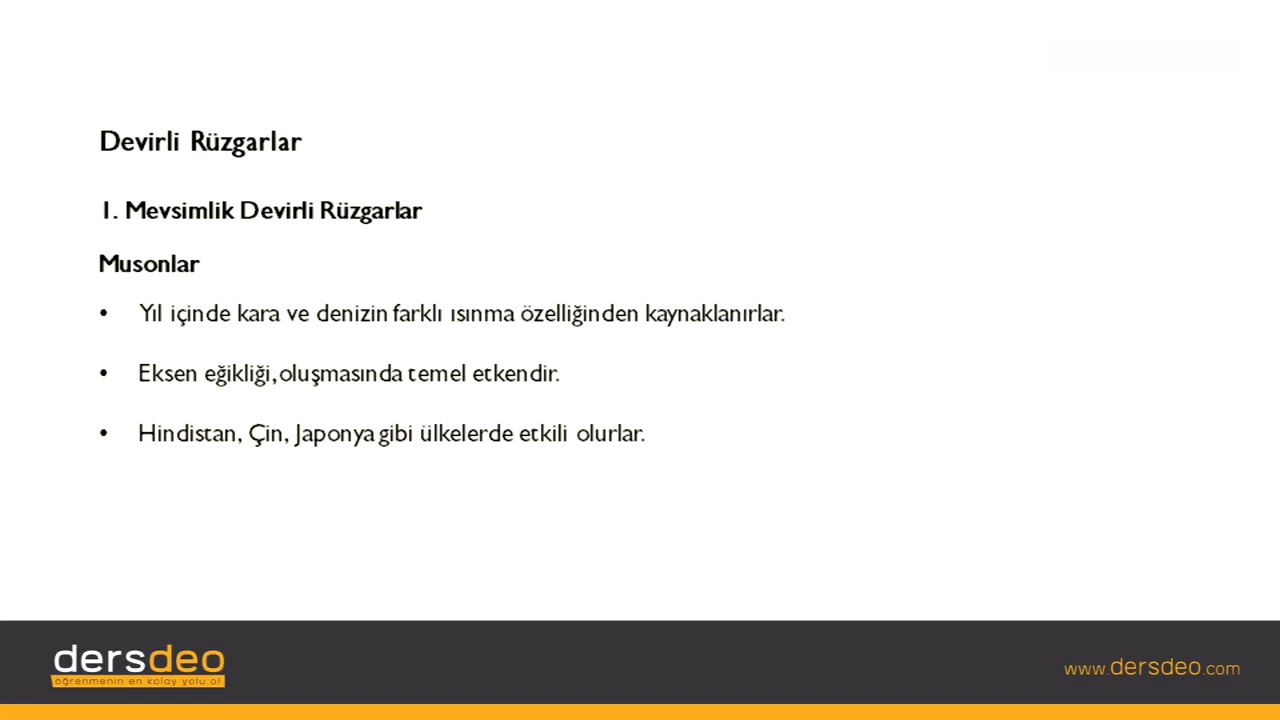 Devirli Rüzgarlar
1. Mevsimlik Devirli Rüzgarlar
Musonlar
• Yıl içinde kara ve denizin farklı ısınma özelliğinden kaynaklanırlar.
• Eksen eğikliği, oluşmasında temel etkendir.
• Hindistan, Çin, Japonya gibi ülkelerde etkili olurlar.
dersdeo
öğrenmenin en kolay yolu o!
www.dersdeo.com